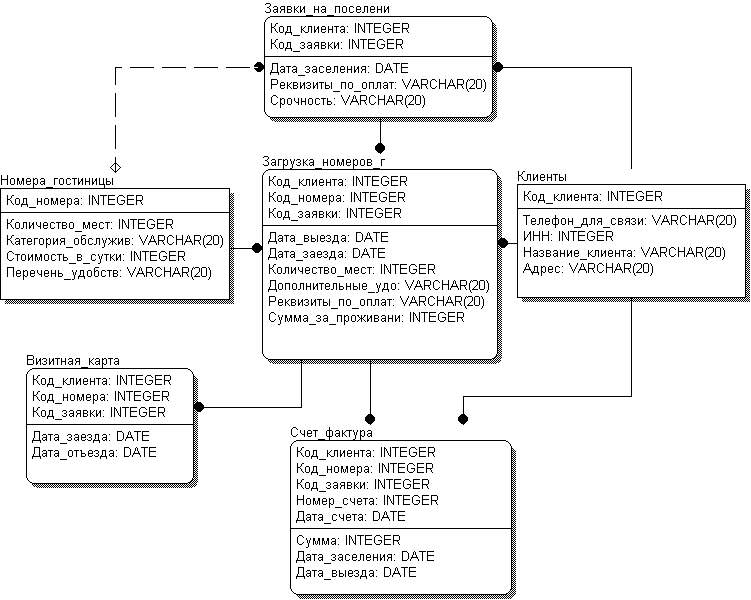 Заявки_на_поселени
Код_клиента: INTEGER
Код_заявки: INTEGER
Дата_заселения: DATE
Реквизиты_по_оплат: VARCHAR(20)
Срочность: VARCHAR(20)
Номера_гостиницы
Код_номера: INTEGER
Количество_мест: INTEGER
Категория_обслужив: VARCHAR(20)
Стоимость_в_сутки: INTEGER
Перечень_удобств: VARCHAR(20)
Загрузка_номеров_г
Код_клиента: INTEGER
Код_номера: INTEGER
Код_заявки: INTEGER
Дата_выезда: DATE
Дата_заезда: DATE
Количество_мест: INTEGER
Дополнительные_удо: VARCHAR(20)
Реквизиты_по_оплат: VARCHAR(20)
Сумма_за_проживани: INTEGER
Клиенты
Код_клиента: INTEGER
Телефон_для_связи: VARCHAR(20)
ИНН: INTEGER
Название_клиента: VARCHAR(20)
Адрес: VARCHAR(20)
Визитная_карта
Код_клиента: INTEGER
Код_номера: INTEGER
Код_заявки: INTEGER
Дата_заезда: DATE
Дата_отъезда: DATE
Счет_фактура
Код_клиента: INTEGER
Код_номера: INTEGER
Код_заявки: INTEGER
Номер_счета: INTEGER
Дата_счета: DATE
Сумма: INTEGER
Дата_заселения: DATE
Дата_выезда: DATE